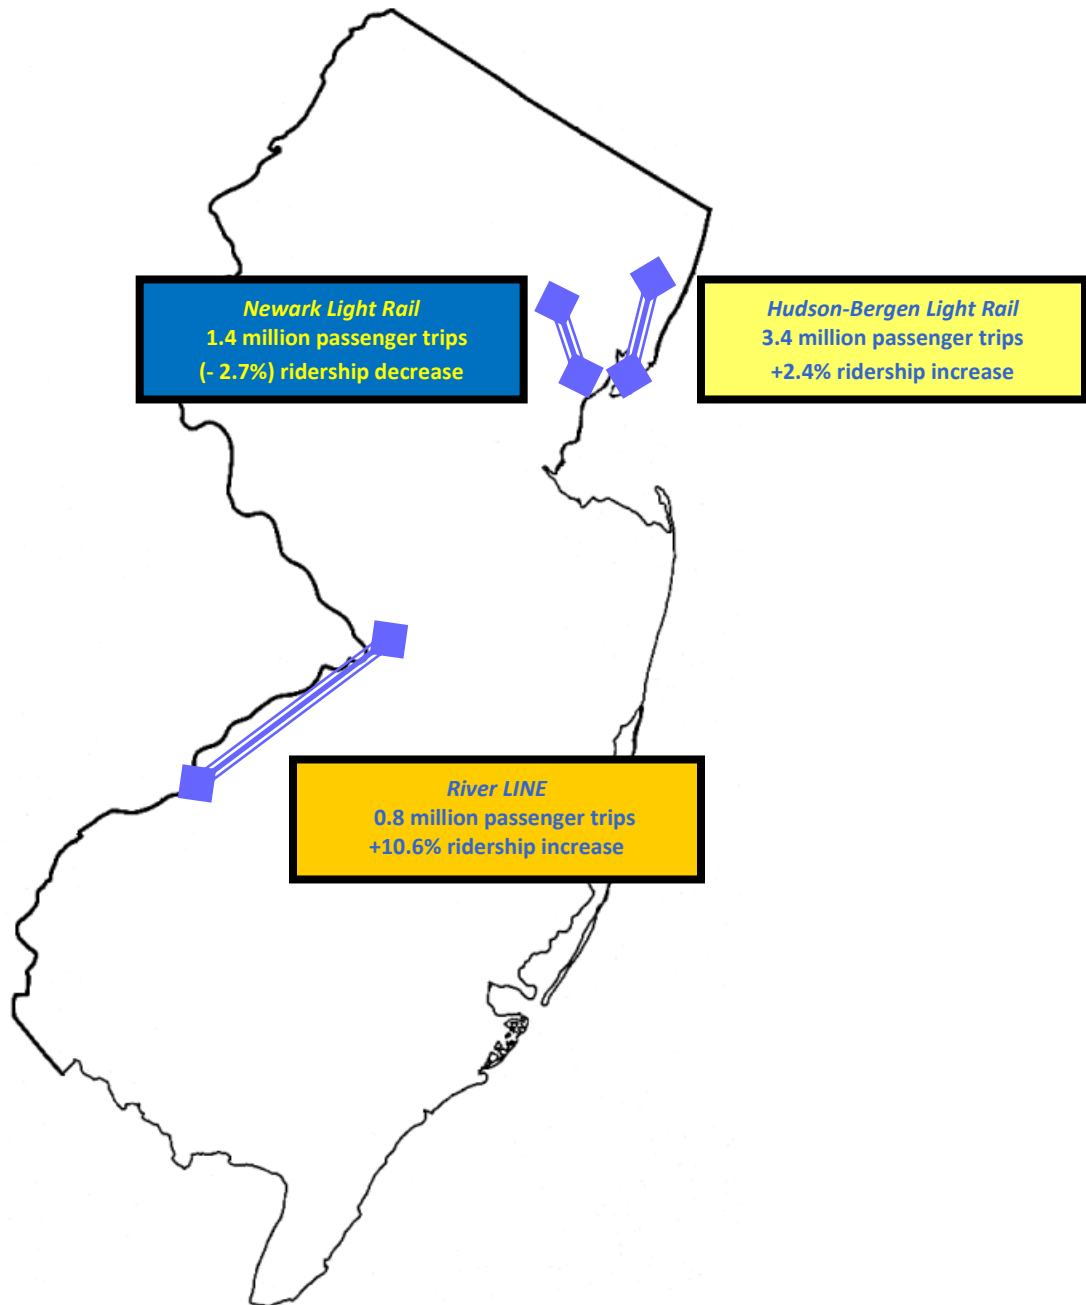 Newark Light Rail
1.4 million passenger trips
(- 2.7%) ridership decrease
Hudson-Bergen Light Rail
3.4 million passenger trips
+2.4% ridership increase
River LINE
0.8 million passenger trips
+10.6% ridership increase